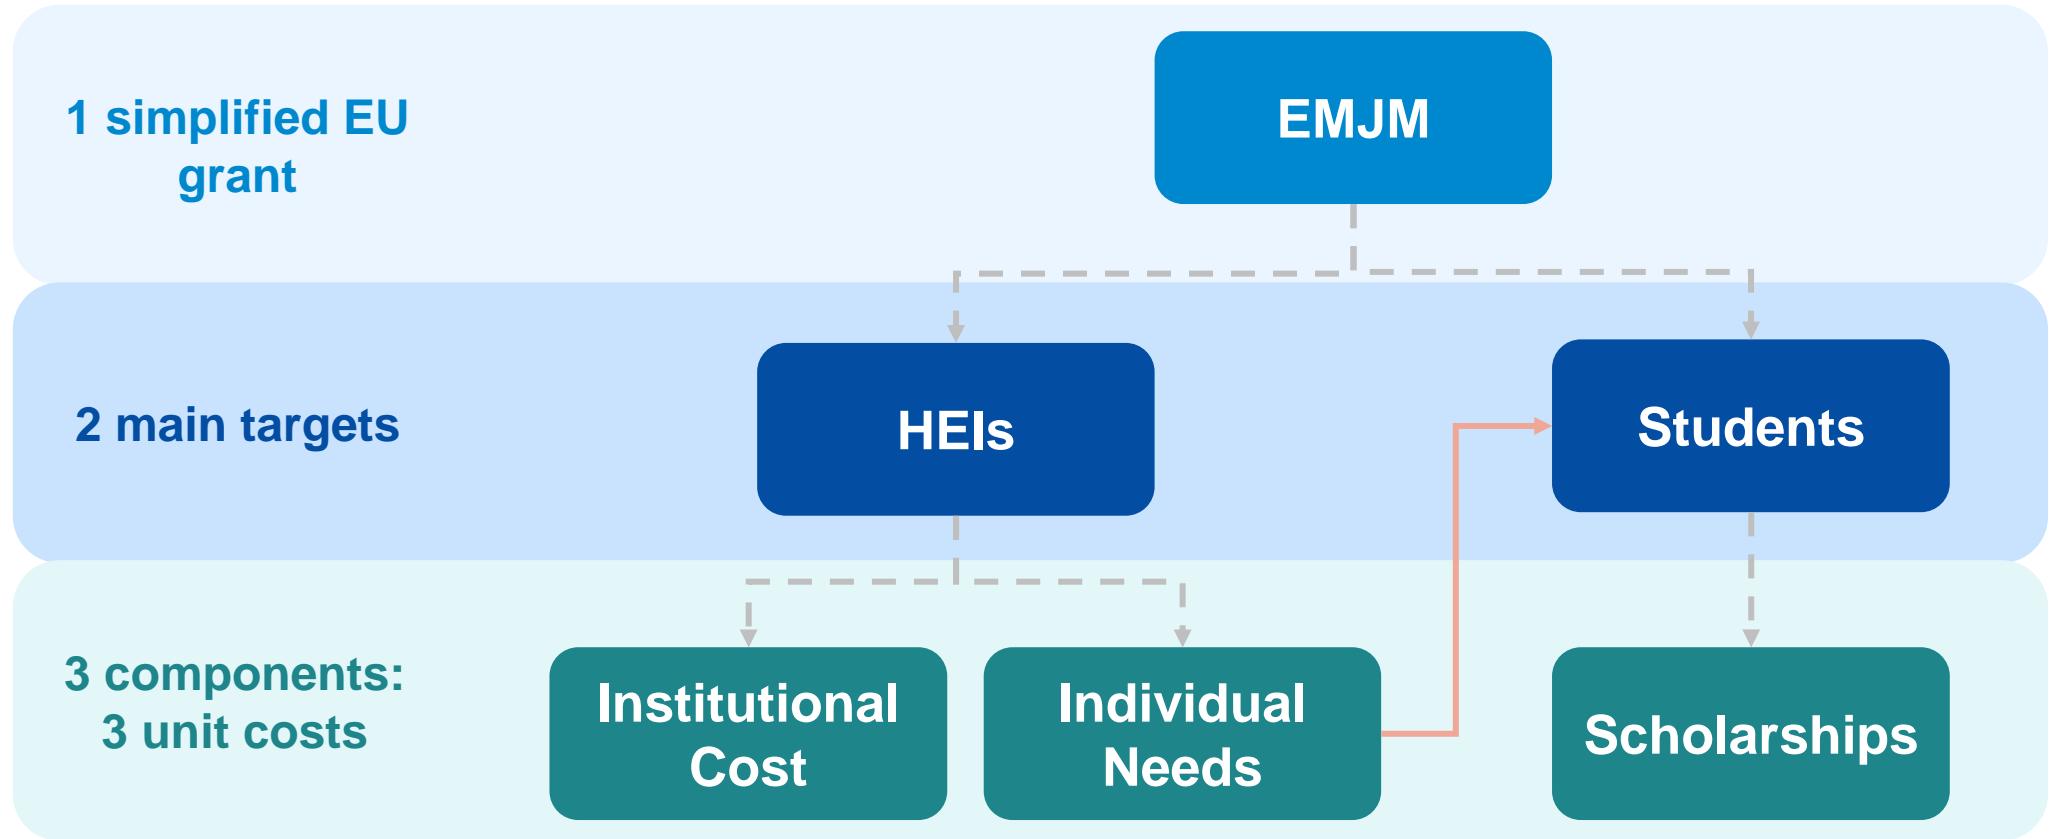 1 simplified EU
grant
EMJM
2 main targets
HEIs
Students
3 components:
3 unit costs
Institutional
Cost
Individual
Needs
Scholarships